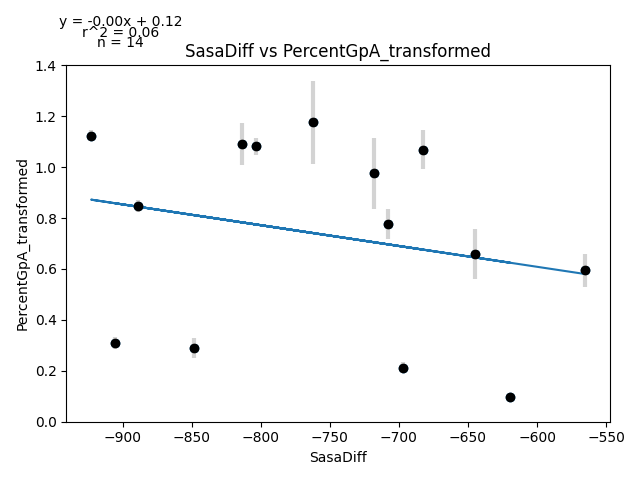 y = -0.00x + 0.12
r^2 = 0.06
n = 14
SasaDiff vs PercentGpA_transformed
1.4
1.2
1.0
0.8
0.6
0.4
0.2
0.0
PercentGpA_transformed
−900
−850
−800
−750
−700
−650
−600
−550
SasaDiff